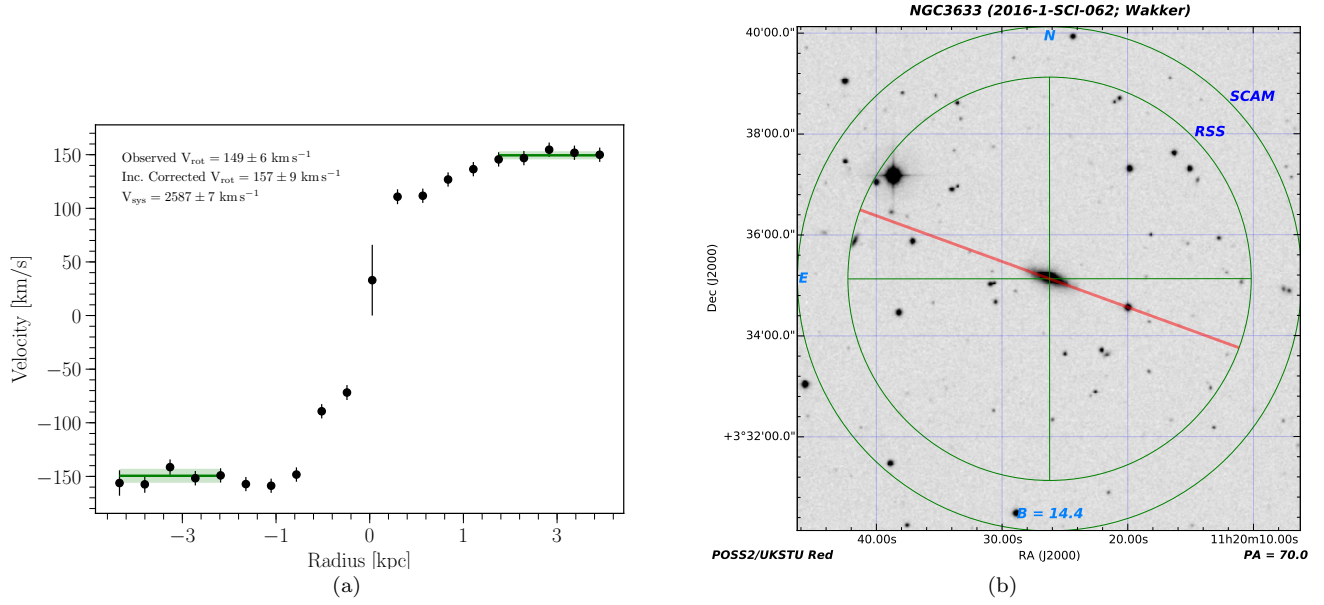 NGC3633 (2016-1-SCI-062; Wakker)
Observed V_rot = 149 ± 6 km s⁻¹
Inc. Corrected V_rot = 157 ± 9 km s⁻¹
V_sys = 2587 ± 7 km s⁻¹
150
100
50
0
−50
−100
−150
Velocity [km/s]
−3
−1
0
1
3
Radius [kpc]
(a)
40'00.0"
38'00.0"
36'00.0"
34'00.0"
+3°32'00.0"
Dec (J2000)
N
SCAM
RSS
E
B = 14.4
40.00s
30.00s
20.00s
11h20m10.00s
POSS2/UKSTU Red
RA (J2000)
PA = 70.0
(b)